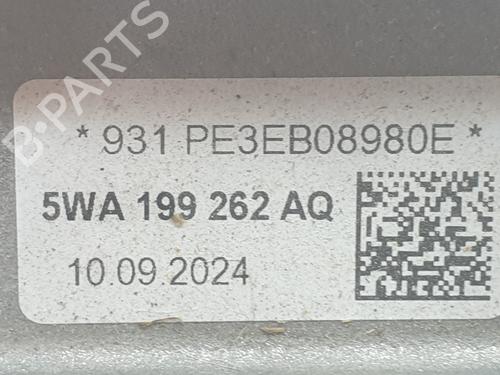 B-PARTS
* 931 PE3EB08980E *
5WA 199 262 AQ
10.09.2024